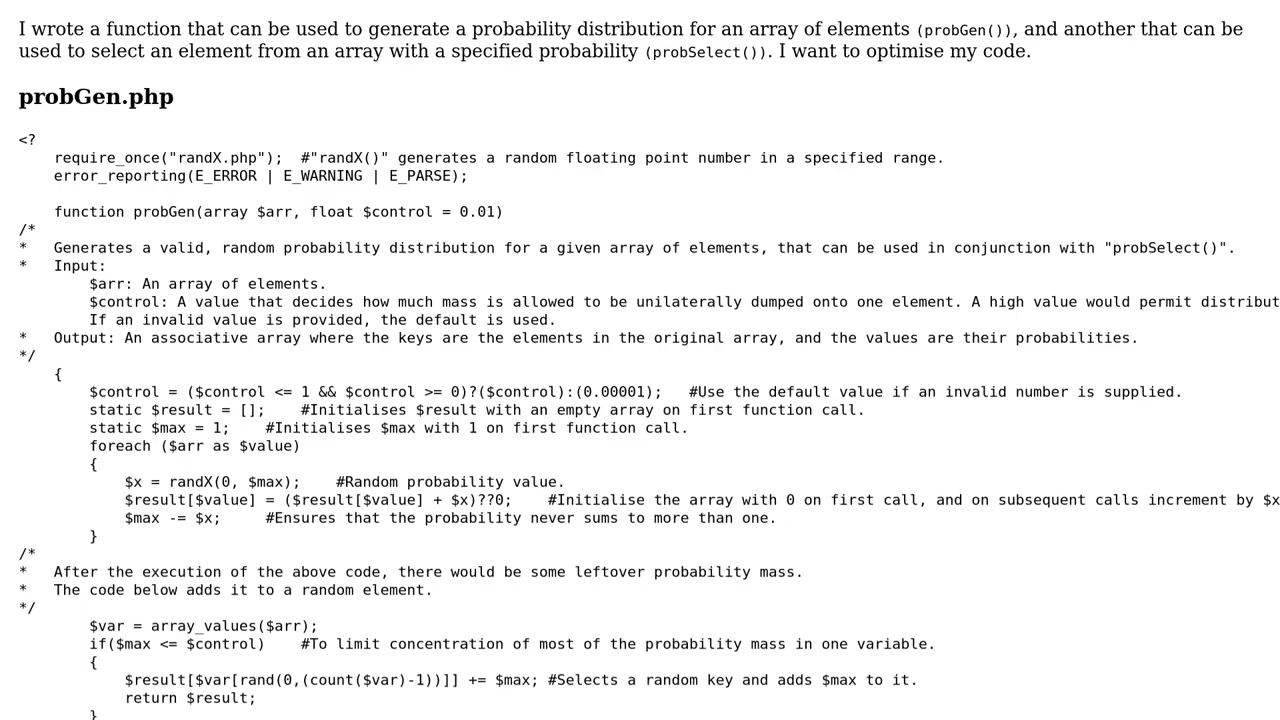 I wrote a function that can be used to generate a probability distribution for an array of elements (probGen()), and another that can be
used to select an element from an array with a specified probability (probSelect()). I want to optimise my code.
probGen.php
<?
    require_once("randX.php");  #"randX()" generates a random floating point number in a specified range.
    error_reporting(E_ERROR | E_WARNING | E_PARSE);
    function probGen(array $arr, float $control = 0.01)
/*
*   Generates a valid, random probability distribution for a given array of elements, that can be used in conjunction with "probSelect()".
*   Input:
        $arr: An array of elements.
        $control: A value that decides how much mass is allowed to be unilaterally dumped onto one element. A high value would permit distribut
        If an invalid value is provided, the default is used.
*   Output: An associative array where the keys are the elements in the original array, and the values are their probabilities.
*/
    {
        $control = ($control <= 1 && $control >= 0)?($control):(0.00001);   #Use the default value if an invalid number is supplied.
        static $result = [];    #Initialises $result with an empty array on first function call.
        static $max = 1;    #Initialises $max with 1 on first function call.
        foreach ($arr as $value)
        {
            $x = randX(0, $max);    #Random probability value.
            $result[$value] = ($result[$value] + $x)??0;    #Initialise the array with 0 on first call, and on subsequent calls increment by $x
            $max -= $x;     #Ensures that the probability never sums to more than one.
        }
/*
*   After the execution of the above code, there would be some leftover probability mass.
*   The code below adds it to a random element.
*/
        $var = array_values($arr);
        if($max <= $control)    #To limit concentration of most of the probability mass in one variable.
        {
            $result[$var[rand(0,(count($var)-1))]] += $max; #Selects a random key and adds $max to it.
            return $result;
        }